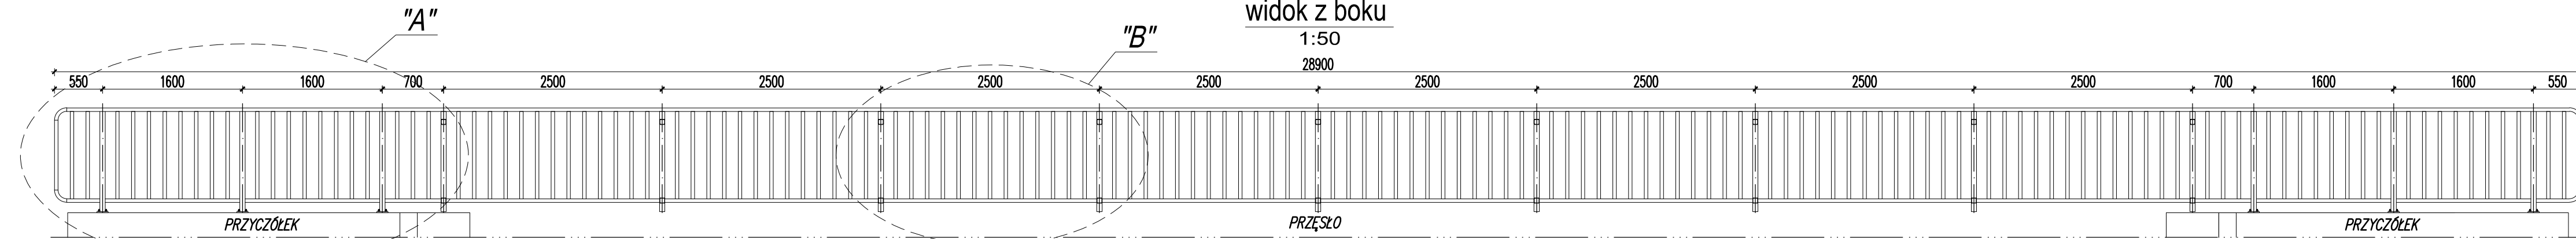 widok z boku
1:50
"A"
"B"
28900
550 1600 1600 700 2500 2500 2500 2500 2500 2500 2500 2500 700 1600 1600 550
PRZYCZÓŁEK PRZĘSŁO PRZYCZÓŁEK